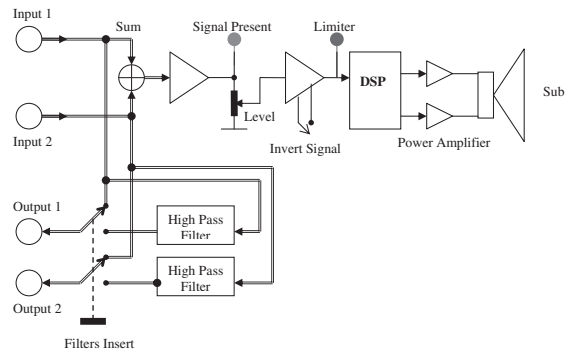 Input 1
Sum
Signal Present
Limiter
DSP
Level
Sub
Input 2
Invert Signal
Power Amplifier
Output 1
High Pass
Filter
High Pass
Filter
Output 2
Filters Insert